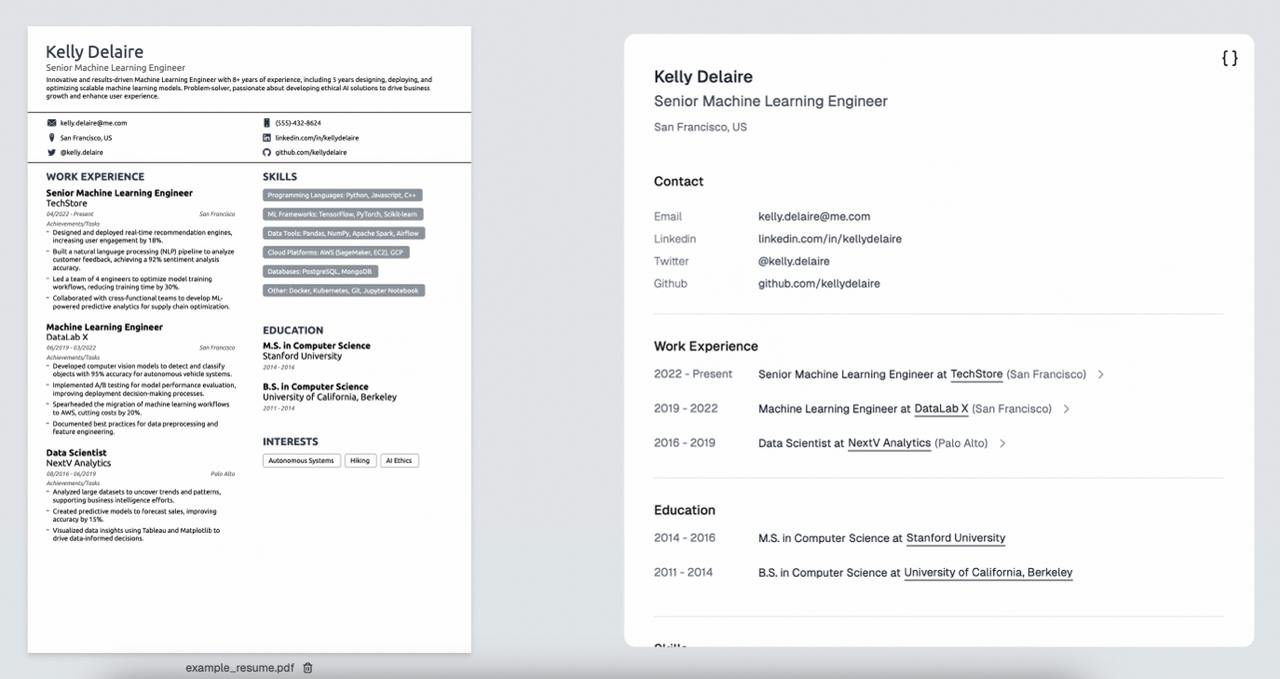 Kelly Delaire
Senior Machine Learning Engineer
Innovative and results-driven Machine Learning Engineer with 8+ years of experience, including 5 years designing, deploying, and
optimizing scalable machine learning models. Problem-solver, passionate about developing ethical AI solutions to drive business
growth and enhance user experience.
kelly.delaire@me.com
(555)-432-8624
San Francisco, US
linkedin.com/in/kellydelaire
@kelly.delaire
github.com/kellydelaire
WORK EXPERIENCE
Senior Machine Learning Engineer
TechStore
04/2022 - Present
San Francisco
Achievements/Tasks
- Designed and deployed real-time recommendation engines,
increasing user engagement by 18%.
- Built a natural language processing (NLP) pipeline to analyze
customer feedback, achieving a 92% sentiment analysis
accuracy.
- Led a team of 4 engineers to optimize model training
workflows, reducing training time by 30%.
- Collaborated with cross-functional teams to develop ML-
powered predictive analytics for supply chain optimization.
Machine Learning Engineer
DataLab X
06/2019 - 03/2022
San Francisco
Achievements/Tasks
- Developed computer vision models to detect and classify
objects with 95% accuracy for autonomous vehicle systems.
- Implemented A/B testing for model performance evaluation,
improving deployment decision-making processes.
- Spearheaded the migration of machine learning workflows
to AWS, cutting costs by 20%.
- Documented best practices for data preprocessing and
feature engineering.
Data Scientist
NextV Analytics
08/2016 - 06/2019
Palo Alto
Achievements/Tasks
- Analyzed large datasets to uncover trends and patterns,
supporting business intelligence efforts.
- Created predictive models to forecast sales, improving
accuracy by 15%.
- Visualized data insights using Tableau and Matplotlib to
drive data-informed decisions.
SKILLS
Programming Languages: Python, Javascript, C++
ML Frameworks: TensorFlow, PyTorch, Scikit-learn
Data Tools: Pandas, NumPy, Apache Spark, Airflow
Cloud Platforms: AWS (SageMaker, EC2), GCP
Databases: PostgreSQL, MongoDB
Other: Docker, Kubernetes, Git, Jupyter Notebook
EDUCATION
M.S. in Computer Science
Stanford University
2014 - 2016
B.S. in Computer Science
University of California, Berkeley
2011 - 2014
INTERESTS
Autonomous Systems
Hiking
AI Ethics
example_resume.pdf
{ }
Kelly Delaire
Senior Machine Learning Engineer
San Francisco, US
Contact
Email kelly.delaire@me.com
Linkedin linkedin.com/in/kellydelaire
Twitter @kelly.delaire
Github github.com/kellydelaire
Work Experience
2022 - Present Senior Machine Learning Engineer at TechStore (San Francisco) >
2019 - 2022 Machine Learning Engineer at DataLab X (San Francisco) >
2016 - 2019 Data Scientist at NextV Analytics (Palo Alto) >
Education
2014 - 2016 M.S. in Computer Science at Stanford University
2011 - 2014 B.S. in Computer Science at University of California, Berkeley
Skills